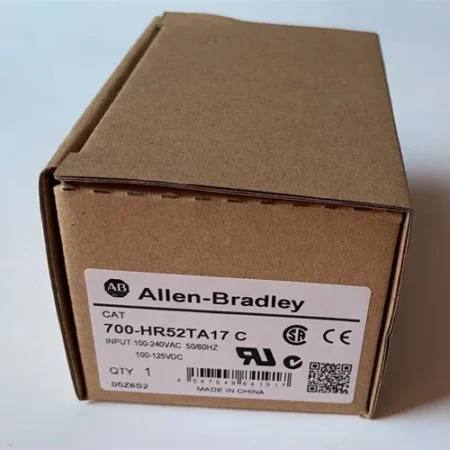 AB Allen-Bradley
CAT
700-HR52TA17 C
INPUT:100-240VAC 50/60HZ
100-125VDC
QTY 1
05Z6S2
MADE IN CHINA